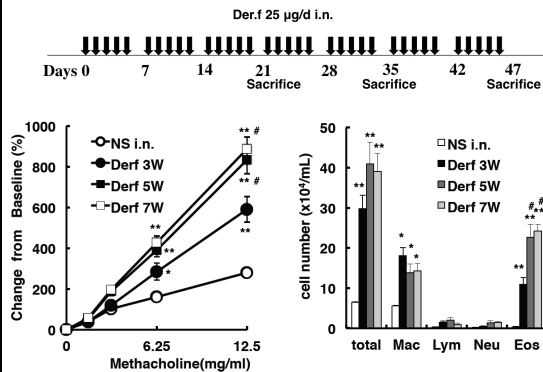 Der.f 25 µg/d i.n.
Days 0 7 14 21 28 35 42 47
Sacrifice Sacrifice Sacrifice
Change from Baseline (%)
1000
800
600
400
200
0
NS i.n.
Derf 3W
Derf 5W
Derf 7W
** #
** #
**
**
**
*
0 6.25 12.5
Methacholine(mg/ml)
cell number (x10⁴/mL)
50
40
30
20
10
0
NS i.n.
Derf 3W
Derf 5W
Derf 7W
**
**
**
*
*
*
**
#
**
#
**
total Mac Lym Neu Eos